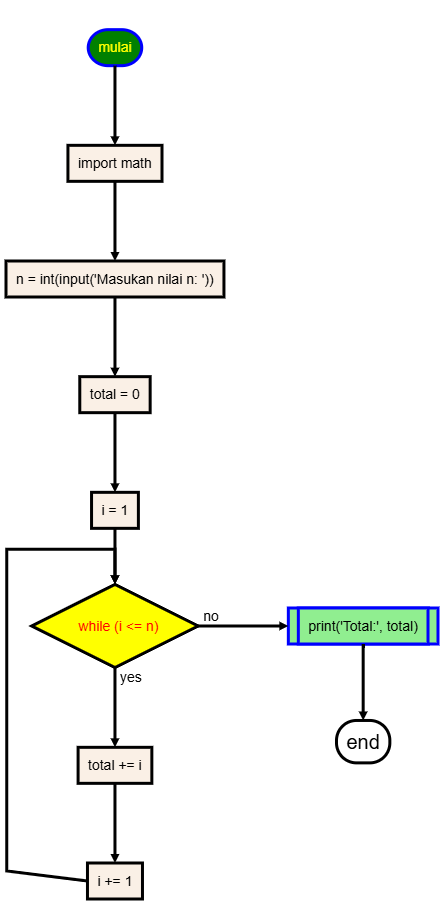 mulai
import math
n = int(input('Masukan nilai n: '))
total = 0
i = 1
while (i <= n)
no
print('Total:', total)
yes
end
total += i
i += 1